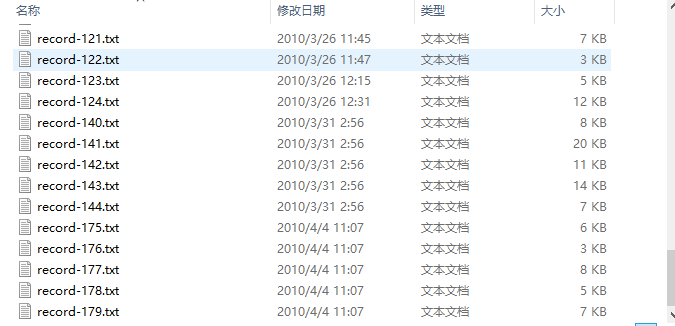 名称 修改日期 类型 大小
record-121.txt 2010/3/26 11:45 文本文档 7 KB
record-122.txt 2010/3/26 11:47 文本文档 3 KB
record-123.txt 2010/3/26 12:15 文本文档 5 KB
record-124.txt 2010/3/26 12:31 文本文档 12 KB
record-140.txt 2010/3/31 2:56 文本文档 8 KB
record-141.txt 2010/3/31 2:56 文本文档 20 KB
record-142.txt 2010/3/31 2:56 文本文档 11 KB
record-143.txt 2010/3/31 2:56 文本文档 14 KB
record-144.txt 2010/3/31 2:56 文本文档 7 KB
record-175.txt 2010/4/4 11:07 文本文档 6 KB
record-176.txt 2010/4/4 11:07 文本文档 3 KB
record-177.txt 2010/4/4 11:07 文本文档 8 KB
record-178.txt 2010/4/4 11:07 文本文档 5 KB
record-179.txt 2010/4/4 11:07 文本文档 7 KB